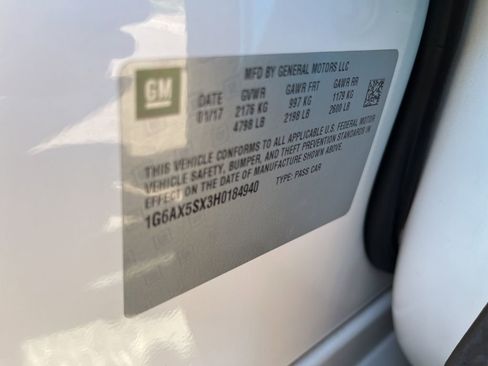 GM
MFD BY GENERAL MOTORS LLC
DATE GVWR GAWR FRT GAWR RR
01/17 2176 KG 997 KG 1179 KG
4798 LB 2198 LB 2600 LB
THIS VEHICLE CONFORMS TO ALL APPLICABLE U.S. FEDERAL MOTOR
VEHICLE SAFETY, BUMPER, AND THEFT PREVENTION STANDARDS IN
EFFECT ON THE DATE OF MANUFACTURE SHOWN ABOVE.
1G6AX5SX3H0184940 TYPE: PASS CAR